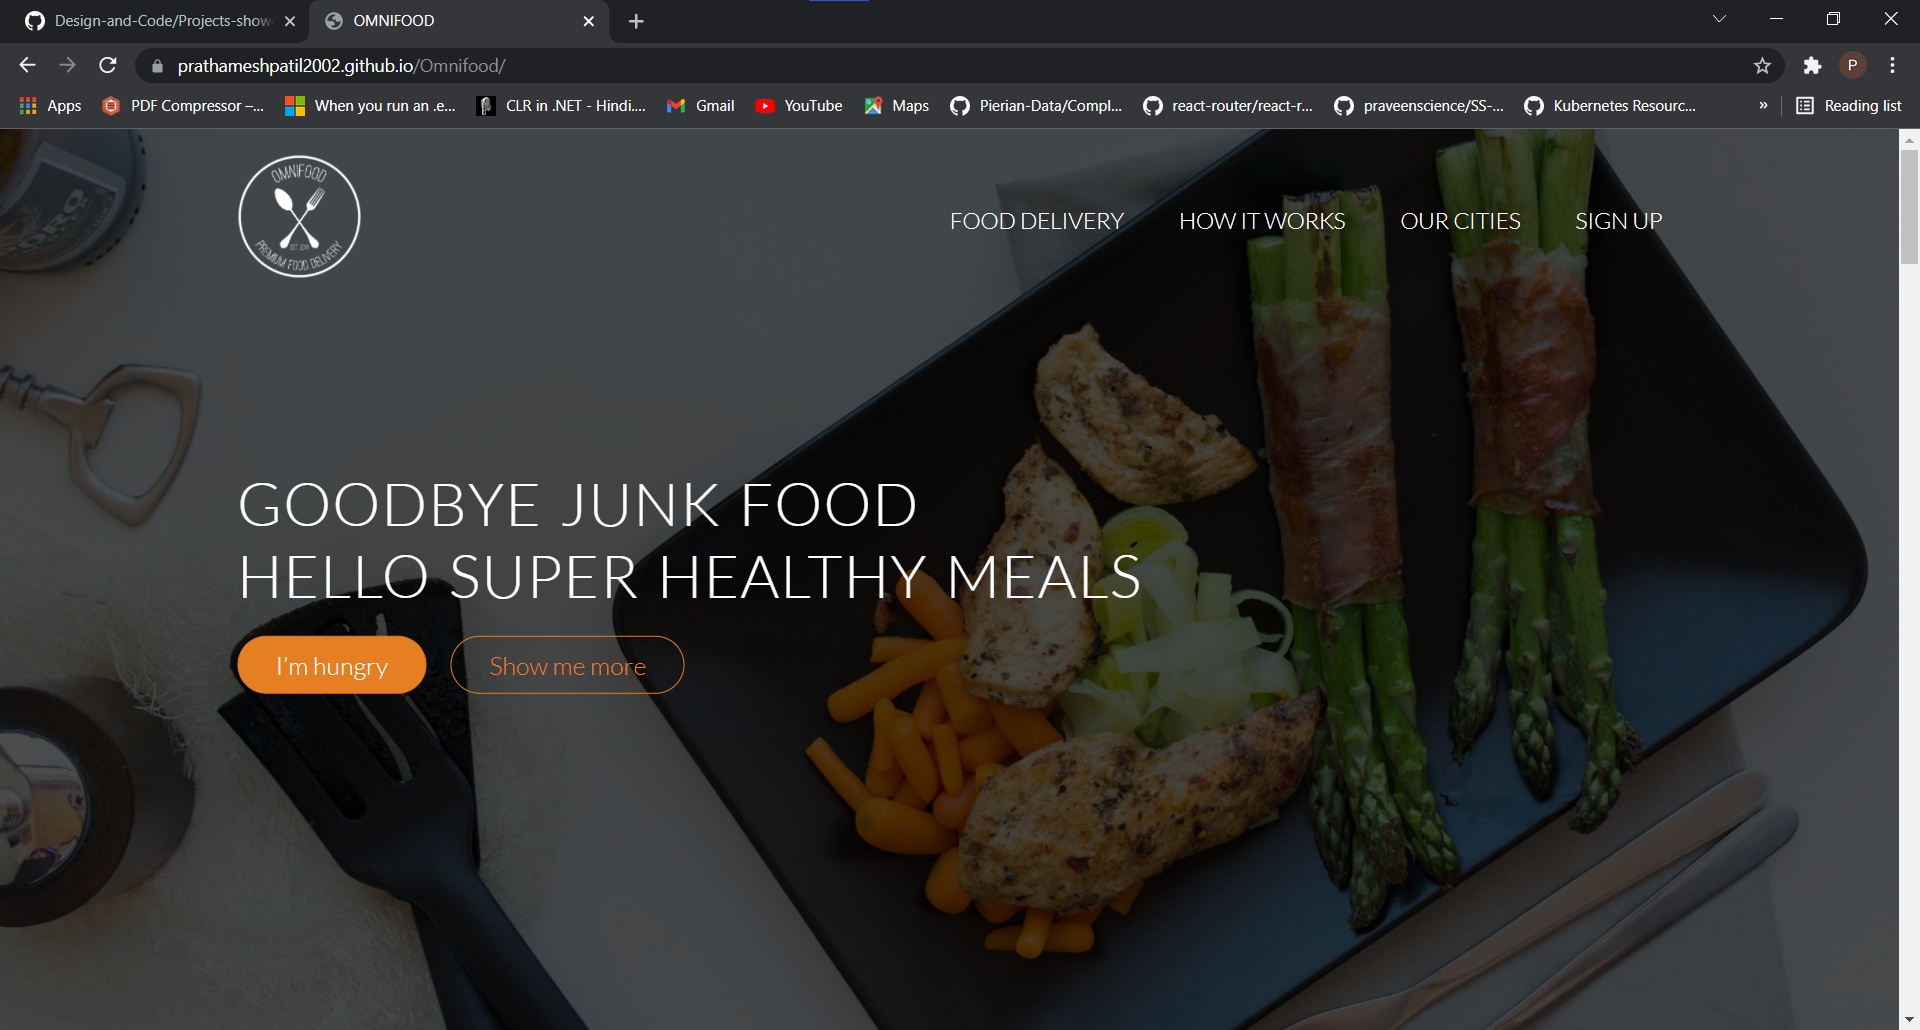 Design-and-Code/Projects-show
OMNIFOOD
prathameshpatil2002.github.io/Omnifood/
P
Apps
PDF Compressor –...
When you run an .e...
CLR in .NET - Hindi....
Gmail
YouTube
Maps
Pierian-Data/Compl...
react-router/react-r...
praveenscience/SS-...
Kubernetes Resourc...
»
Reading list
OMNIFOOD
EST. 2014
PREMIUM FOOD DELIVERY
FOOD DELIVERY
HOW IT WORKS
OUR CITIES
SIGN UP
GOODBYE JUNK FOOD
HELLO SUPER HEALTHY MEALS
I'm hungry
Show me more